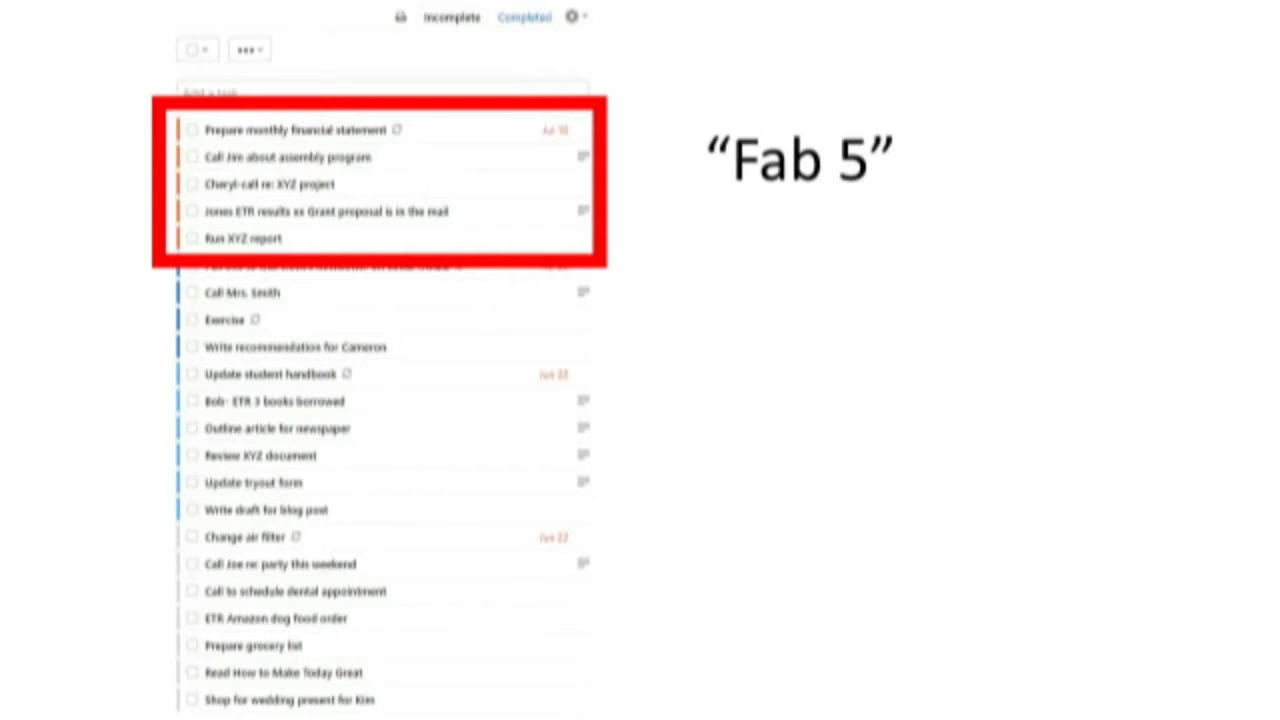 Incomplete Completed
Add a task
Prepare monthly financial statement Jul 10
Call Jim about assembly program
Cheryl-call re: XYZ project
Jones ETR results xx Grant proposal is in the mail
Run XYZ report
Call Mrs. Smith
Exercise
Write recommendation for Cameron
Update student handbook Jun 22
Bob- ETR 3 books borrowed
Outline article for newspaper
Review XYZ document
Update tryout form
Write draft for blog post
Change air filter Jun 22
Call Joe re: party this weekend
Call to schedule dental appointment
ETR Amazon dog food order
Prepare grocery list
Read How to Make Today Great
Shop for wedding present for Kim
“Fab 5”